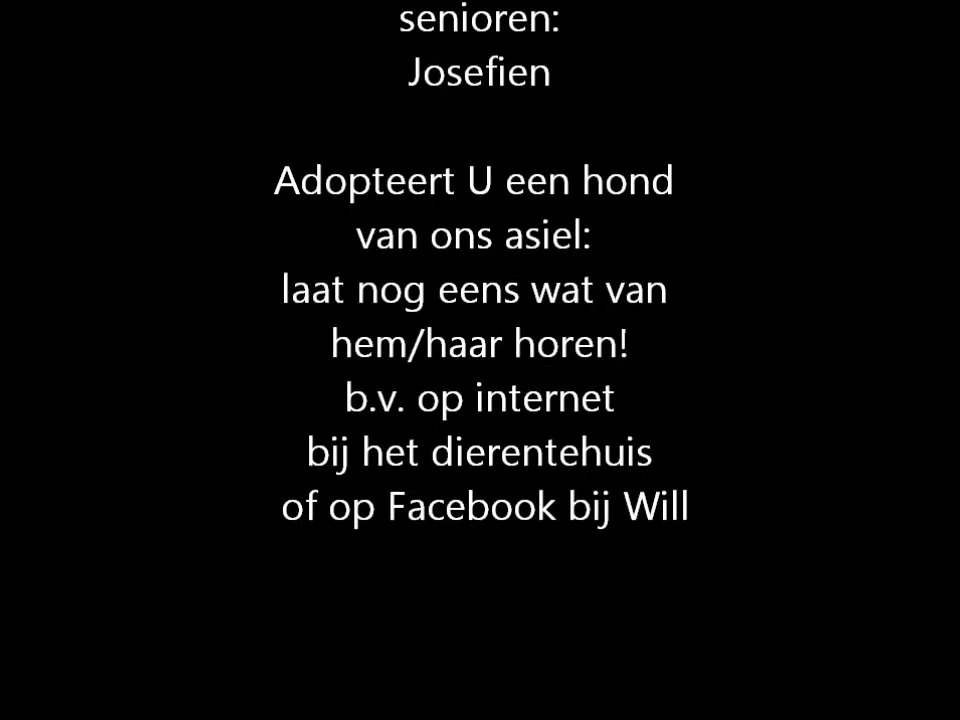 senioren:
Josefien
Adopteert U een hond
van ons asiel:
laat nog eens wat van
hem/haar horen!
b.v. op internet
bij het dierentehuis
of op Facebook bij Will